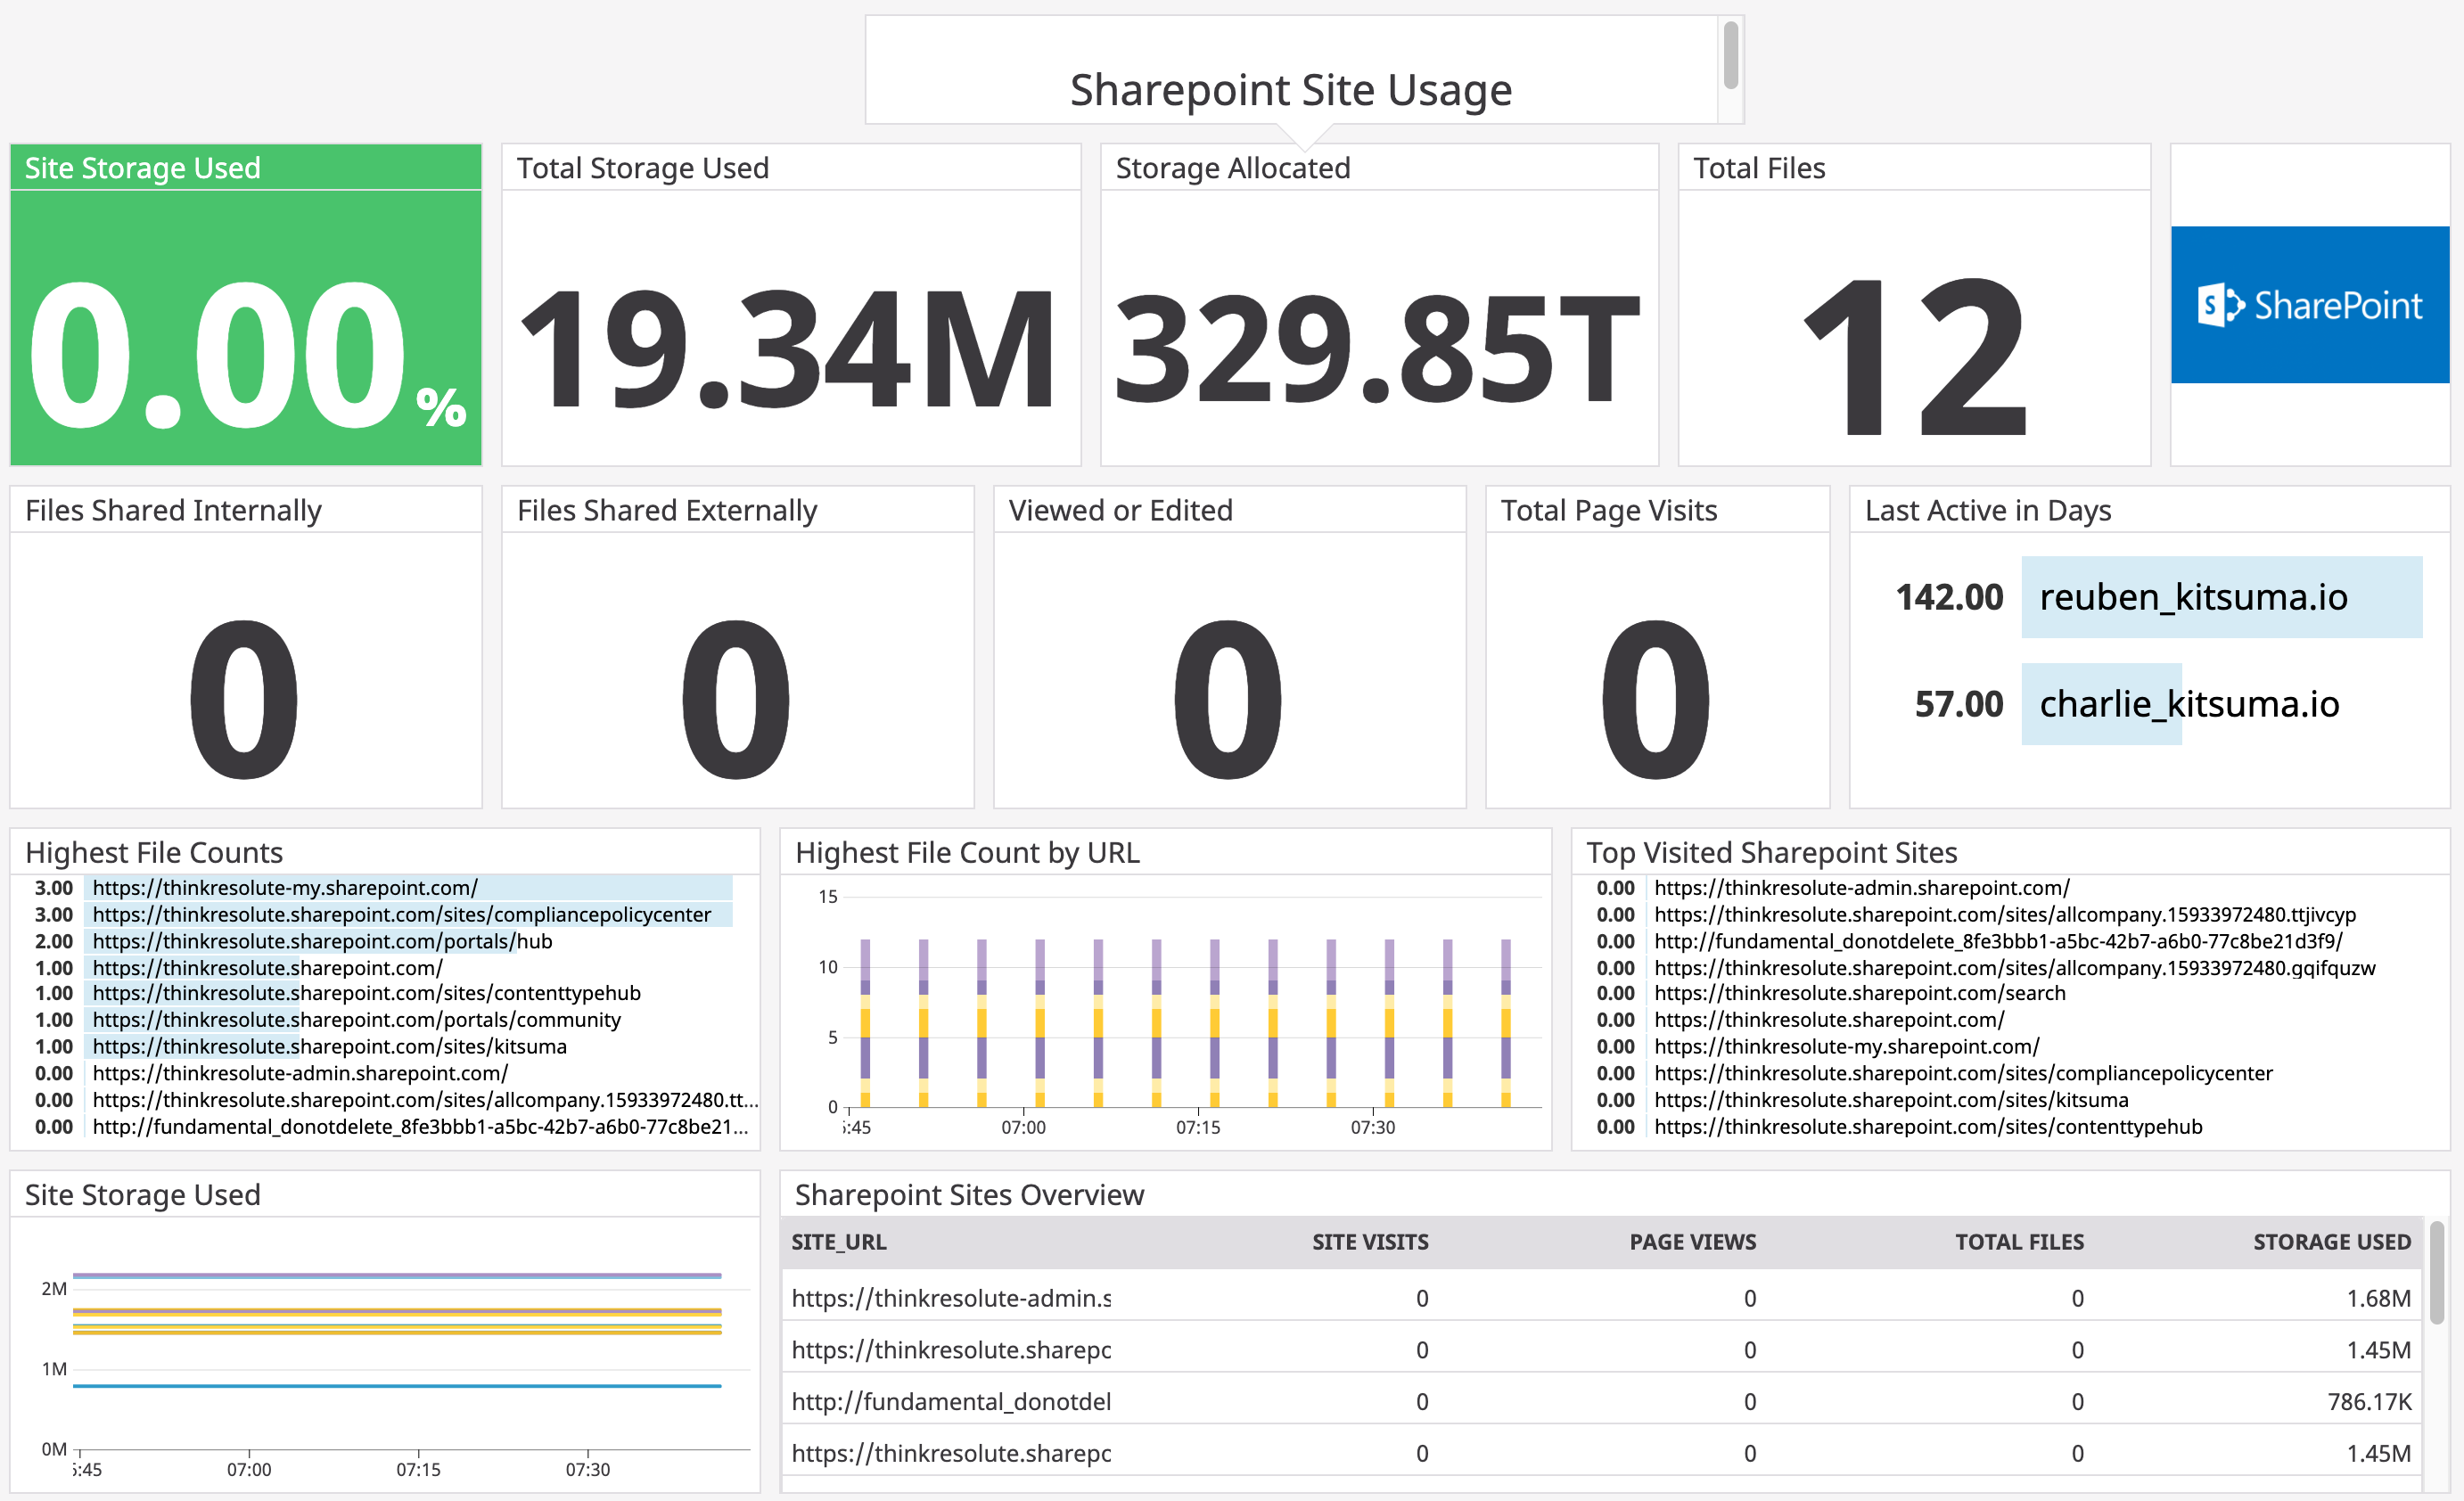 Sharepoint Site Usage
Site Storage Used
0.00 %
Total Storage Used
19.34M
Storage Allocated
329.85T
Total Files
12
S SharePoint
Files Shared Internally
0
Files Shared Externally
0
Viewed or Edited
0
Total Page Visits
0
Last Active in Days
142.00 reuben_kitsuma.io
57.00 charlie_kitsuma.io
Highest File Counts
3.00 https://thinkresolute-my.sharepoint.com/
3.00 https://thinkresolute.sharepoint.com/sites/compliancepolicycenter
2.00 https://thinkresolute.sharepoint.com/portals/hub
1.00 https://thinkresolute.sharepoint.com/
1.00 https://thinkresolute.sharepoint.com/sites/contenttypehub
1.00 https://thinkresolute.sharepoint.com/portals/community
1.00 https://thinkresolute.sharepoint.com/sites/kitsuma
0.00 https://thinkresolute-admin.sharepoint.com/
0.00 https://thinkresolute.sharepoint.com/sites/allcompany.15933972480.tt...
0.00 http://fundamental_donotdelete_8fe3bbb1-a5bc-42b7-a6b0-77c8be21...
Highest File Count by URL
15
10
5
0
:45 07:00 07:15 07:30
Top Visited Sharepoint Sites
0.00 https://thinkresolute-admin.sharepoint.com/
0.00 https://thinkresolute.sharepoint.com/sites/allcompany.15933972480.ttjivcyp
0.00 http://fundamental_donotdelete_8fe3bbb1-a5bc-42b7-a6b0-77c8be21d3f9/
0.00 https://thinkresolute.sharepoint.com/sites/allcompany.15933972480.gqifquzw
0.00 https://thinkresolute.sharepoint.com/search
0.00 https://thinkresolute.sharepoint.com/
0.00 https://thinkresolute-my.sharepoint.com/
0.00 https://thinkresolute.sharepoint.com/sites/compliancepolicycenter
0.00 https://thinkresolute.sharepoint.com/sites/kitsuma
0.00 https://thinkresolute.sharepoint.com/sites/contenttypehub
Site Storage Used
2M
1M
0M
:45 07:00 07:15 07:30
Sharepoint Sites Overview
SITE_URL SITE VISITS PAGE VIEWS TOTAL FILES STORAGE USED
https://thinkresolute-admin.s 0 0 0 1.68M
https://thinkresolute.sharepc 0 0 0 1.45M
http://fundamental_donotdel 0 0 0 786.17K
https://thinkresolute.sharepc 0 0 0 1.45M